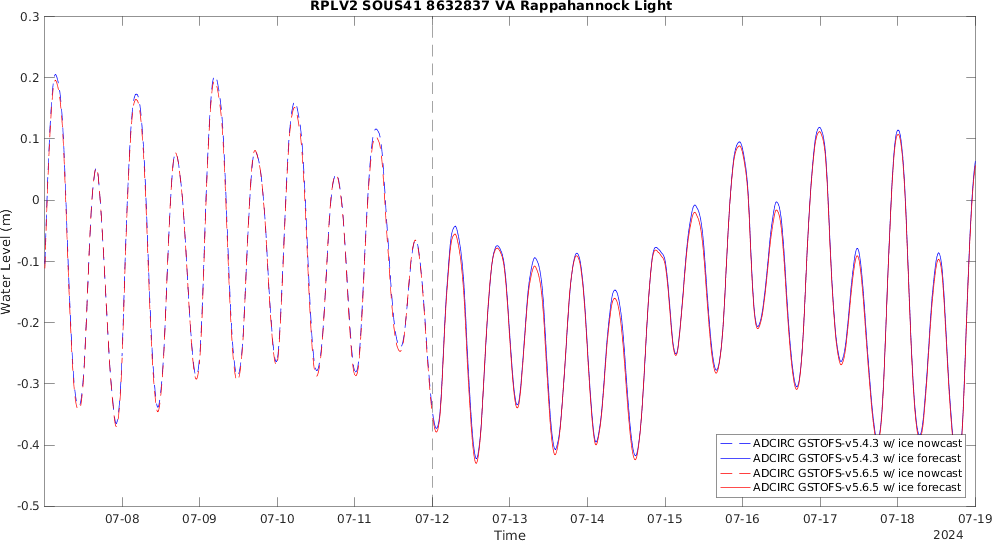 RPLV2 SOUS41 8632837 VA Rappahannock Light
0.3
0.2
0.1
0
-0.1
-0.2
-0.3
-0.4
-0.5
Water Level (m)
ADCIRC GSTOFS-v5.4.3 w/ ice nowcast
ADCIRC GSTOFS-v5.4.3 w/ ice forecast
ADCIRC GSTOFS-v5.6.5 w/ ice nowcast
ADCIRC GSTOFS-v5.6.5 w/ ice forecast
07-08 07-09 07-10 07-11 07-12 07-13 07-14 07-15 07-16 07-17 07-18 07-19
Time
2024